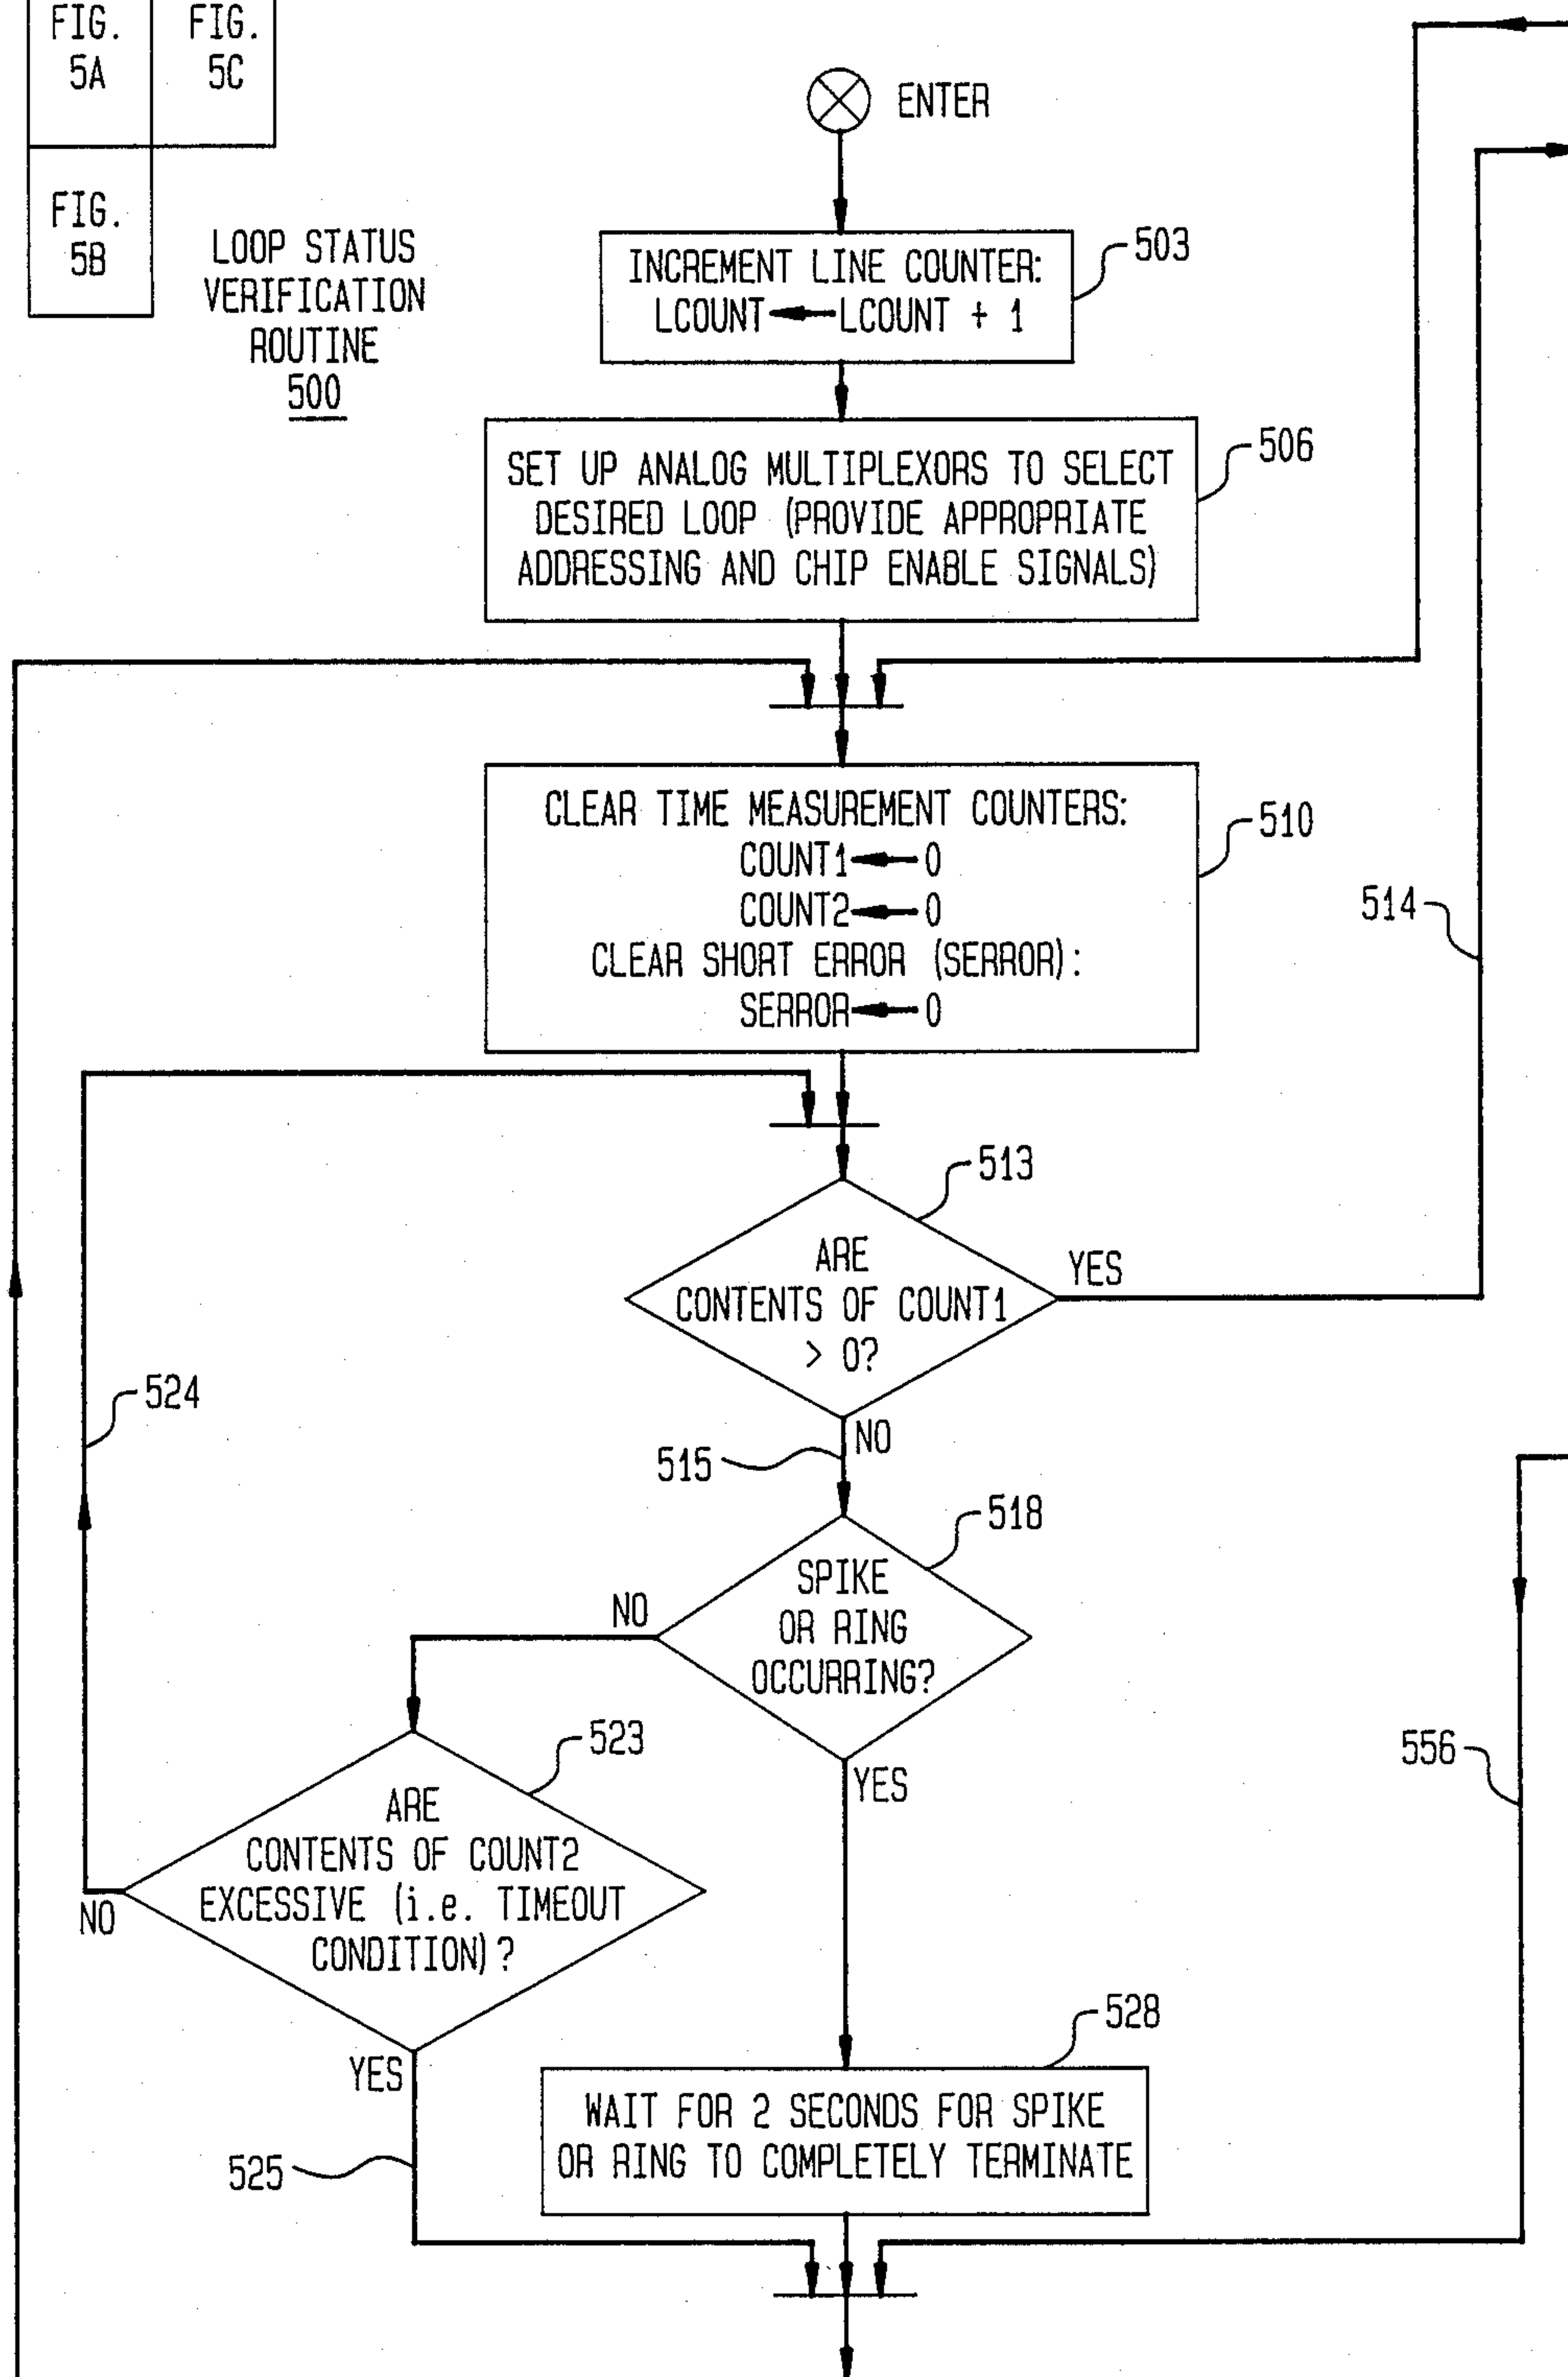 FIG.
5A
FIG.
5C
FIG.
5B
LOOP STATUS
VERIFICATION
ROUTINE
500
ENTER
INCREMENT LINE COUNTER:
LCOUNT ← LCOUNT + 1
503
SET UP ANALOG MULTIPLEXORS TO SELECT
DESIRED LOOP (PROVIDE APPROPRIATE
ADDRESSING AND CHIP ENABLE SIGNALS)
506
CLEAR TIME MEASUREMENT COUNTERS:
COUNT1 ← 0
COUNT2 ← 0
CLEAR SHORT ERROR (SERROR):
SERROR ← 0
510
514
513
ARE
CONTENTS OF COUNT1
> 0?
YES
NO
515
524
518
SPIKE
OR RING
OCCURRING?
NO
YES
523
ARE
CONTENTS OF COUNT2
EXCESSIVE (i.e. TIMEOUT
CONDITION)?
NO
YES
525
556
528
WAIT FOR 2 SECONDS FOR SPIKE
OR RING TO COMPLETELY TERMINATE